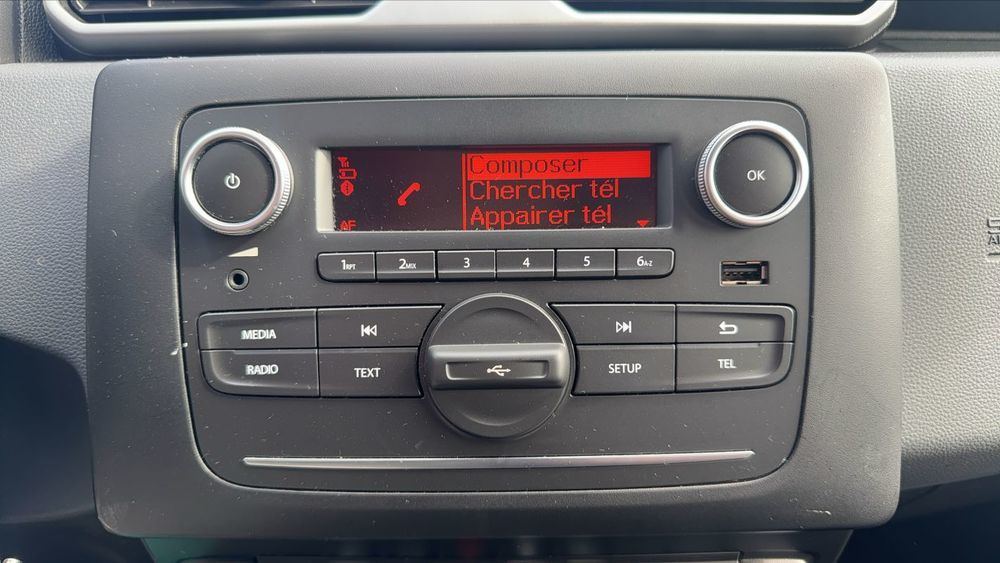 Composer
Chercher tél
Appairer tél
AF
OK
1RPT
2MIX
3
4
5
6A-Z
MEDIA
RADIO
TEXT
SETUP
TEL